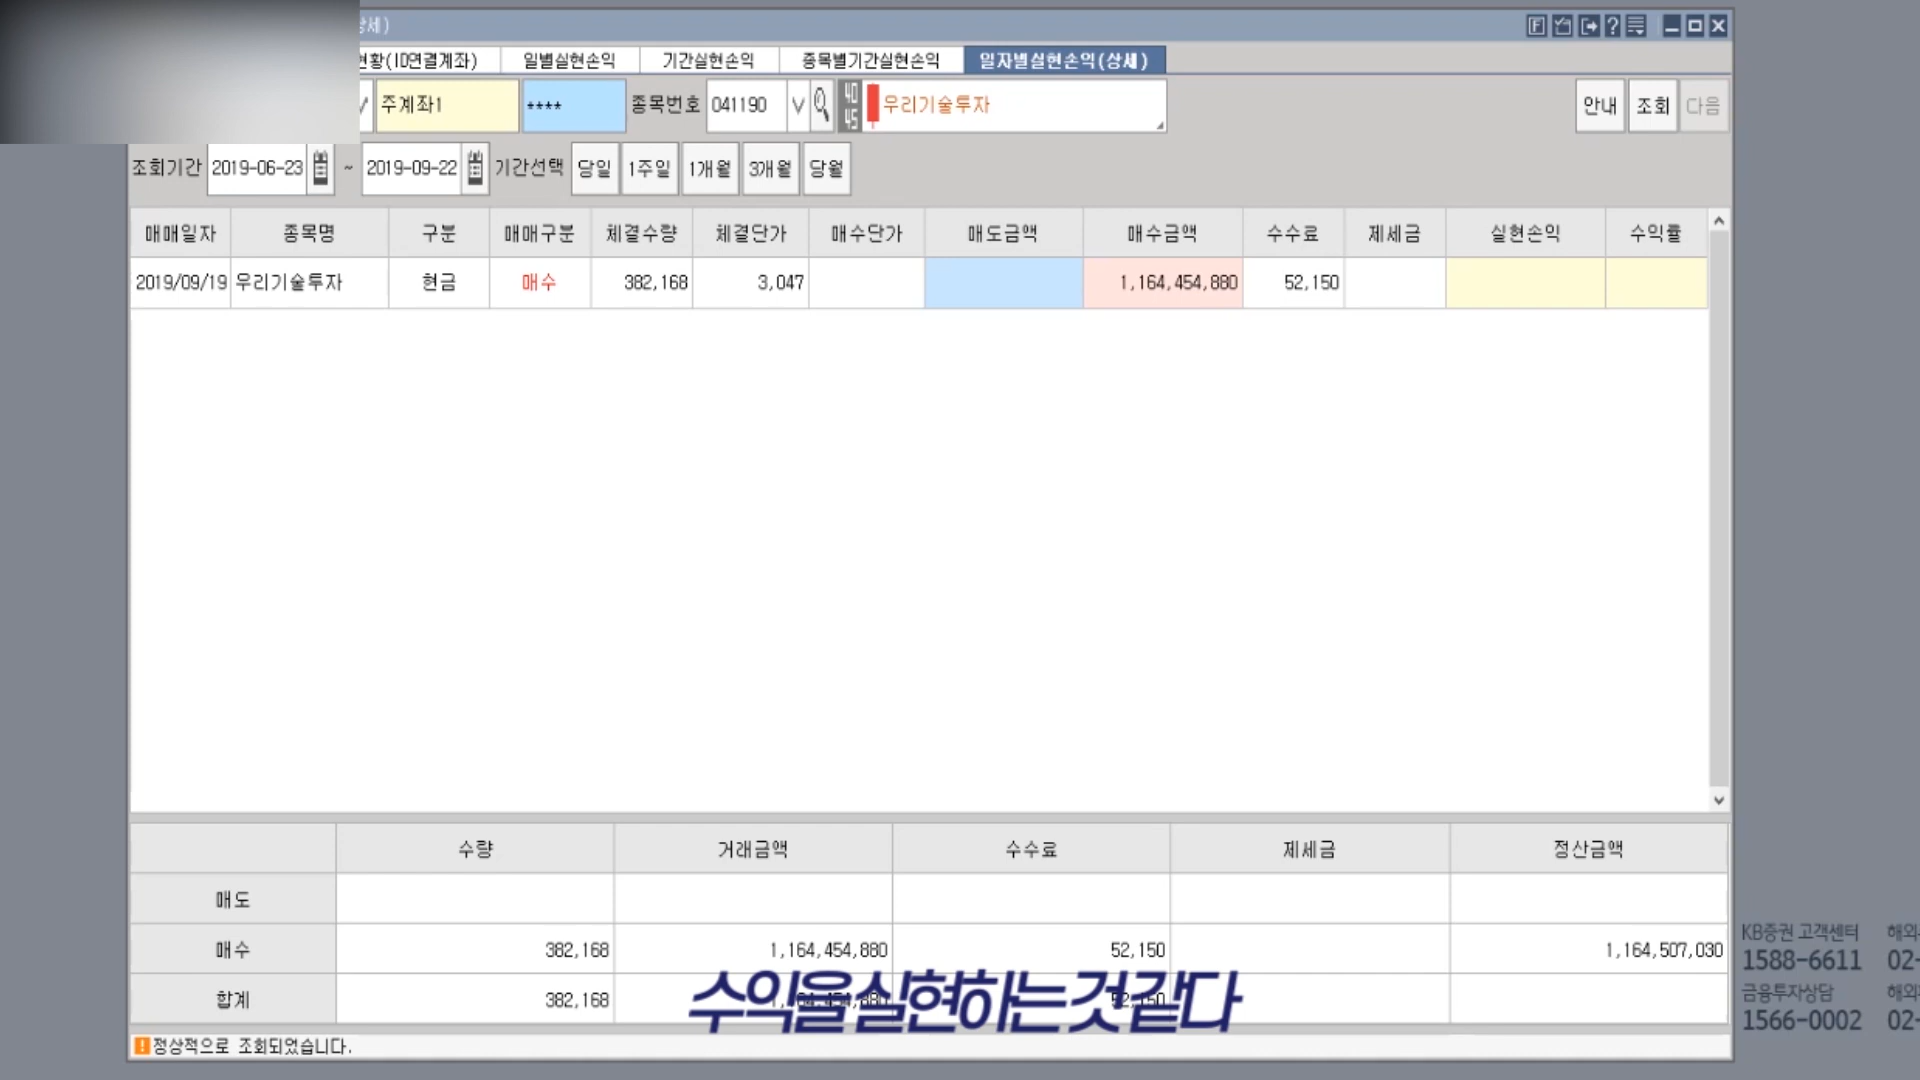 상세)
현황(ID연결계좌) 일별실현손익 기간실현손익 종목별기간실현손익 일자별실현손익(상세)
주계좌1 **** 종목번호 041190 우리기술투자 안내 조회 다음
조회기간 2019-06-23 ~ 2019-09-22 기간선택 당일 1주일 1개월 3개월 당월
매매일자 종목명 구분 매매구분 체결수량 체결단가 매수단가 매도금액 매수금액 수수료 제세금 실현손익 수익률
2019/09/19 우리기술투자 현금 매수 382,168 3,047 1,164,454,880 52,150
수량 거래금액 수수료 제세금 정산금액
매도
매수 382,168 1,164,454,880 52,150 1,164,507,030
합계 382,168 1,164,454,880 52,150
수익을 실현하는 것 같다
정상적으로 조회되었습니다.
KB증권 고객센터 해외
1588-6611 02-
금융투자상담 해외
1566-0002 02-